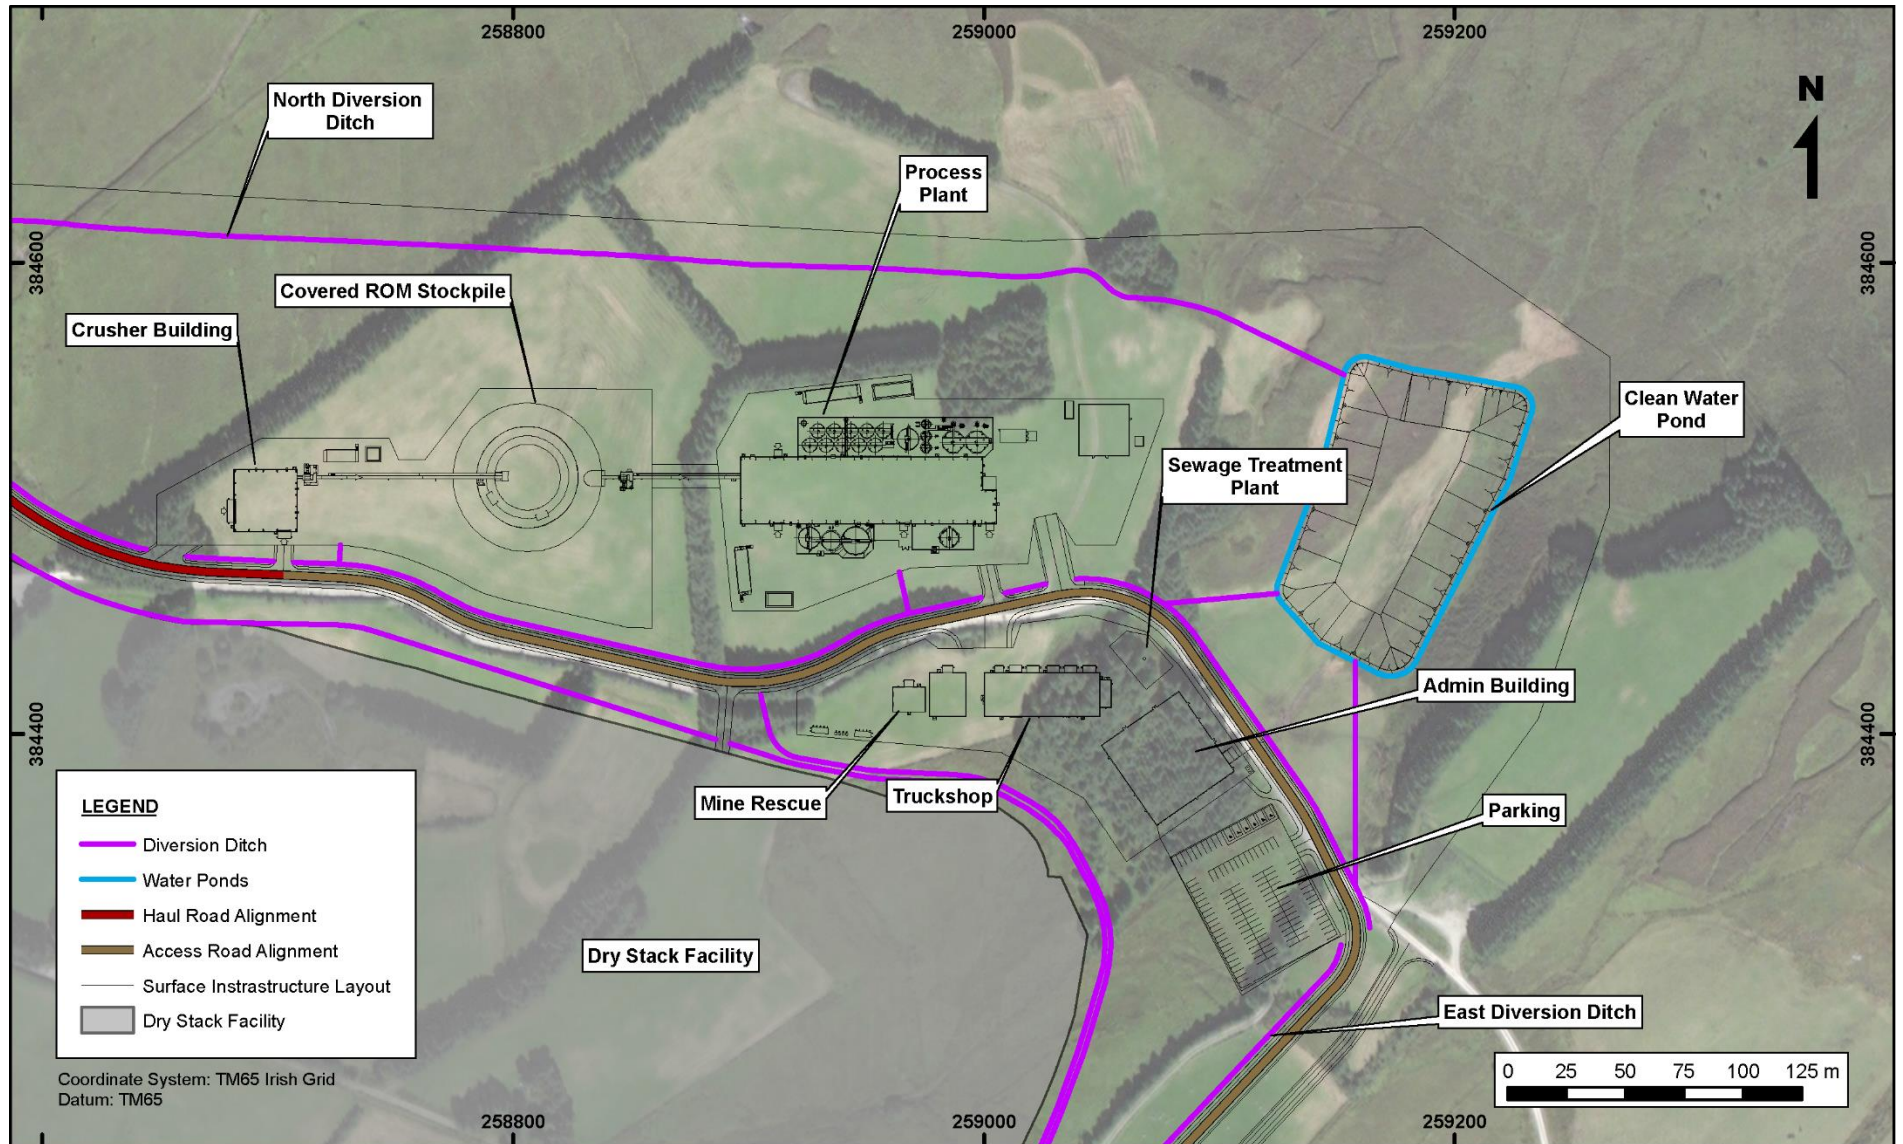 258800
259000
259200
N
North Diversion
Ditch
Process
Plant
384600
384600
Covered ROM Stockpile
Crusher Building
Clean Water
Pond
Sewage Treatment
Plant
Admin Building
384400
384400
Mine Rescue
Truckshop
Parking
LEGEND
Diversion Ditch
Water Ponds
Haul Road Alignment
Access Road Alignment
Surface Instrastructure Layout
Dry Stack Facility
Dry Stack Facility
East Diversion Ditch
0 25 50 75 100 125 m
Coordinate System: TM65 Irish Grid
Datum: TM65
258800
259000
259200